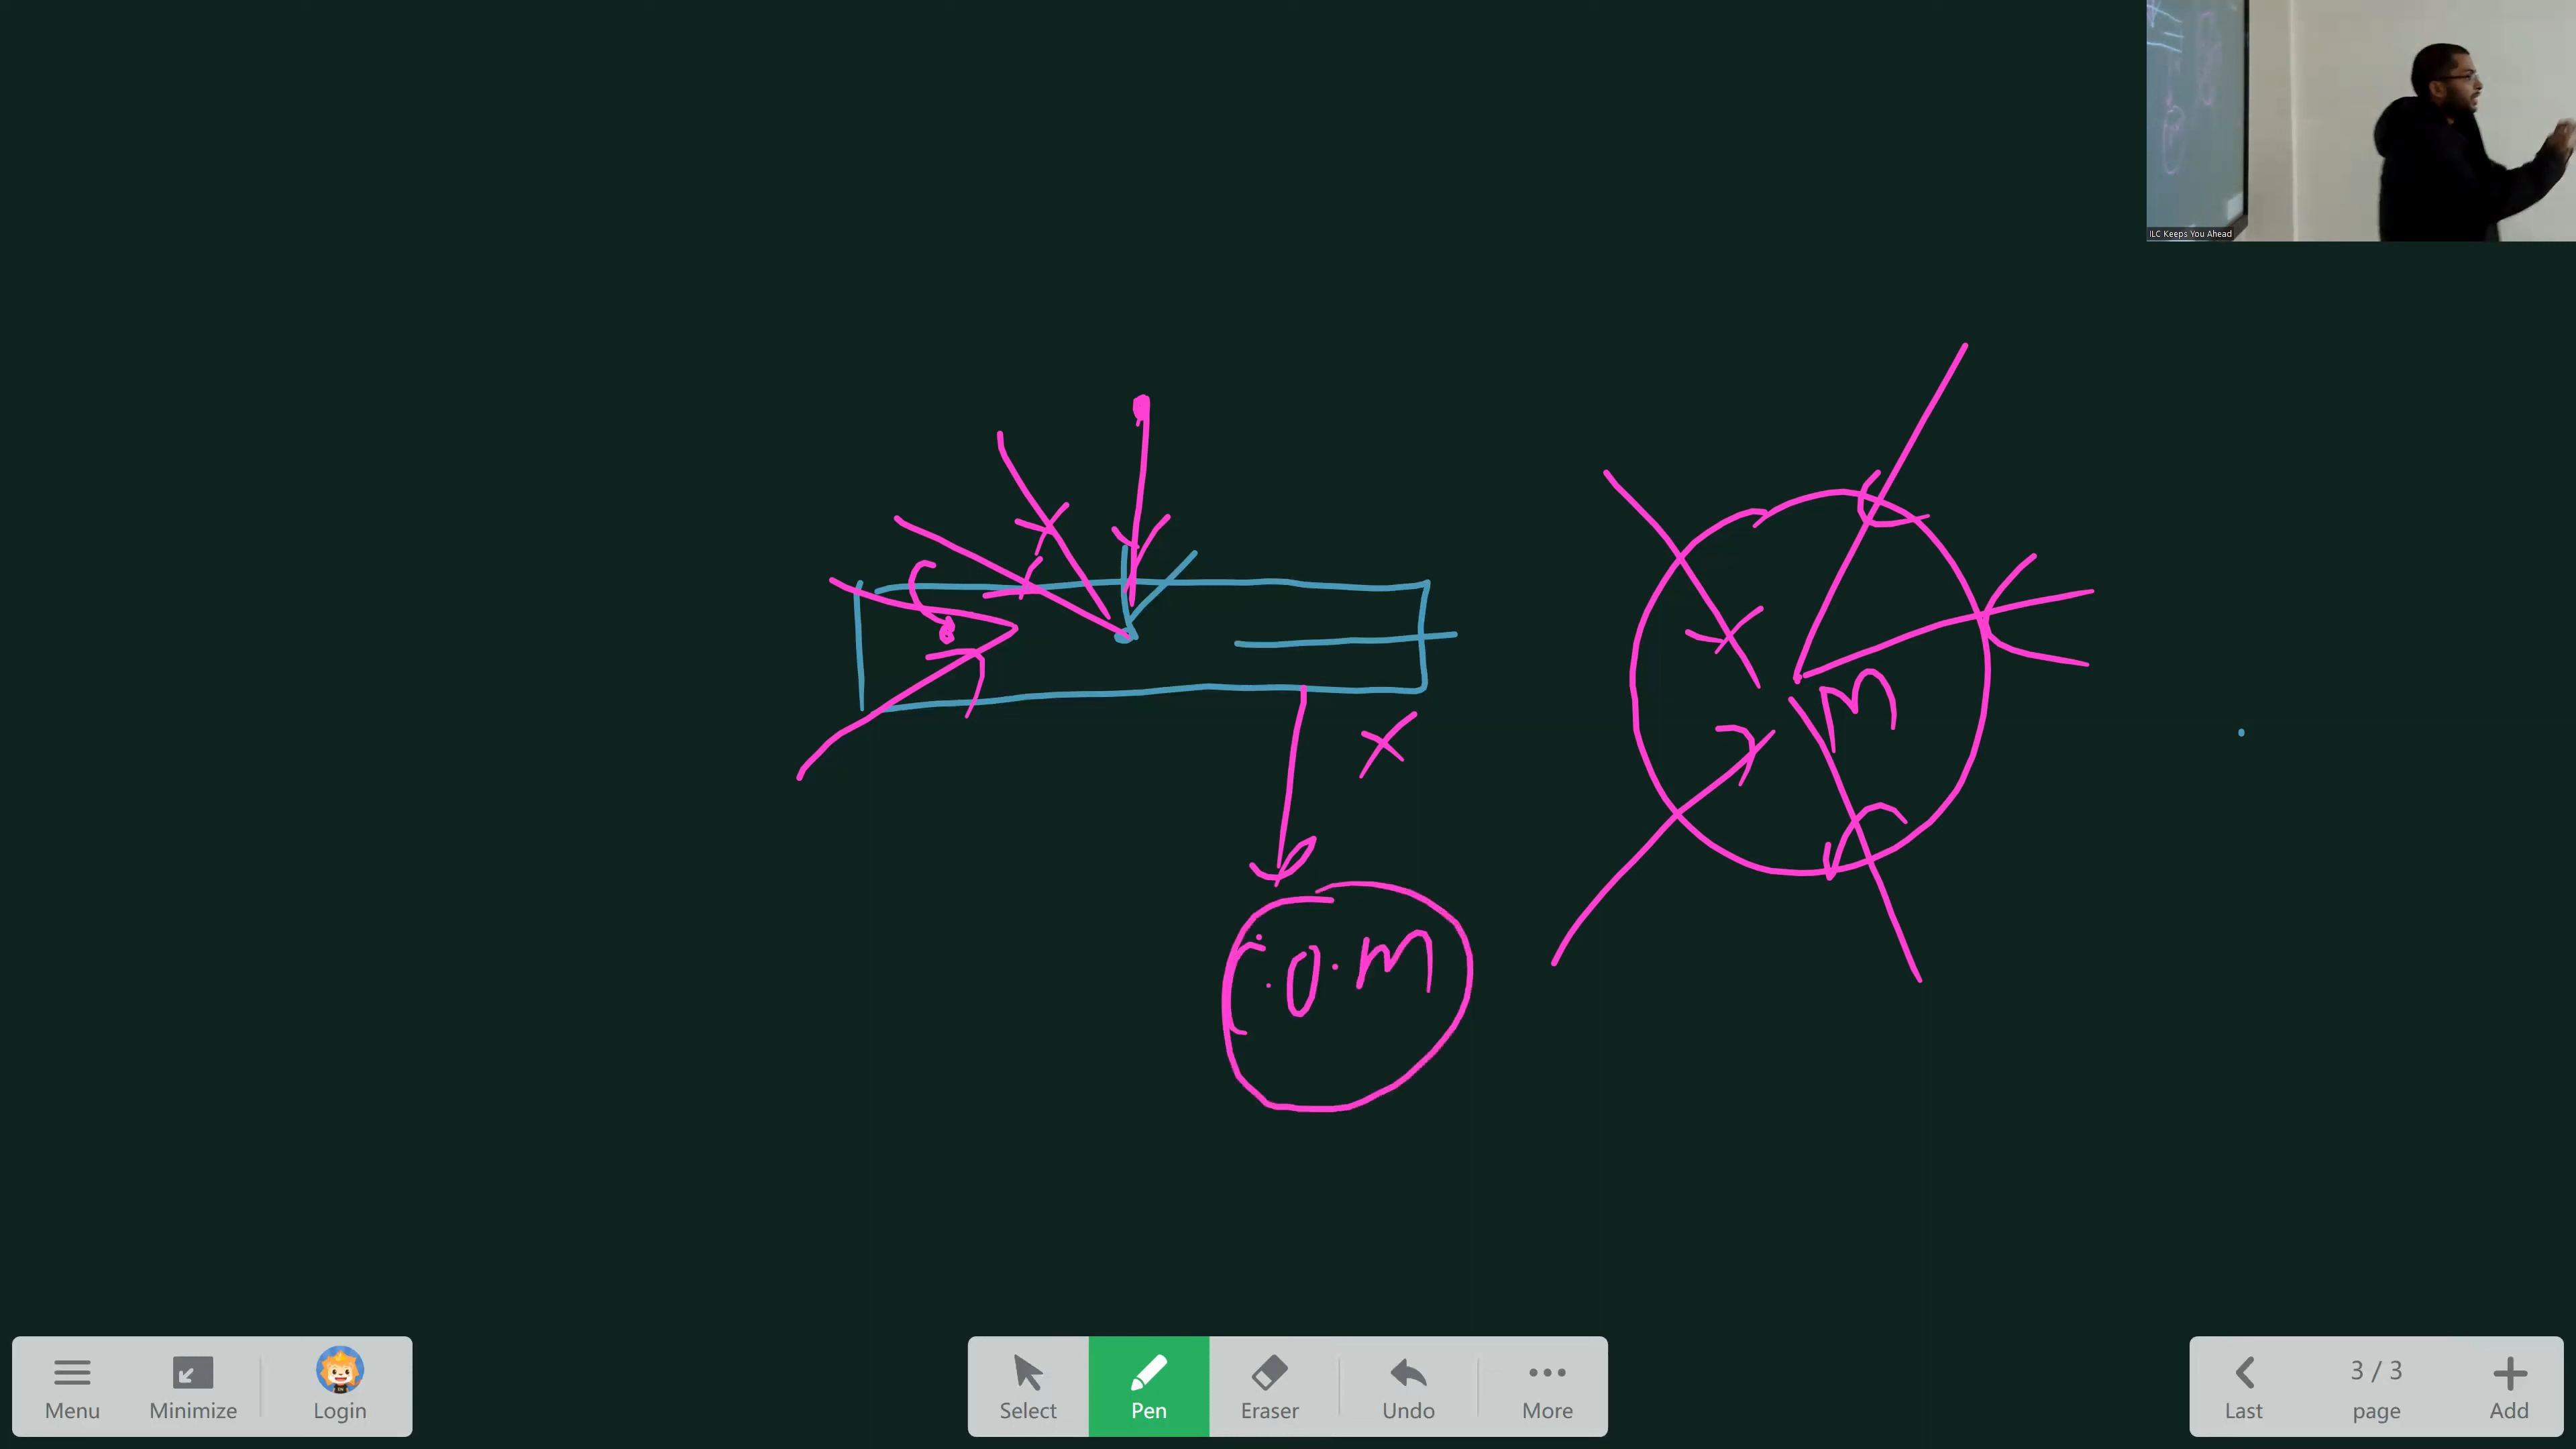 ILC Keeps You Ahead
M
X
C.O.M
Menu
Minimize
Login
Select
Pen
Eraser
Undo
More
Last
3 / 3
page
Add